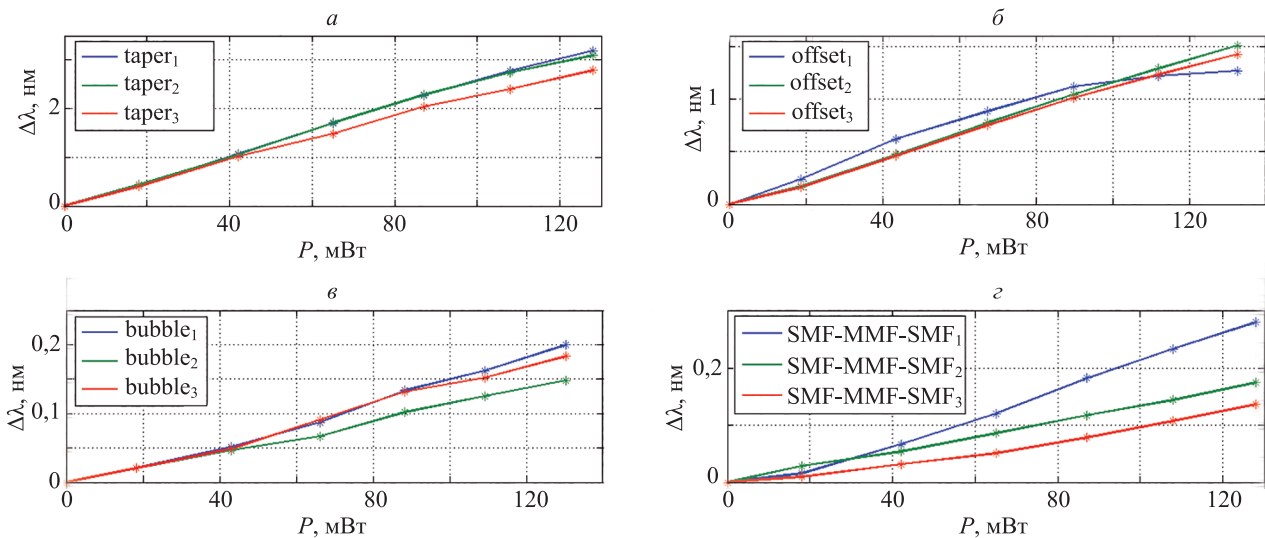 а
Δλ, нм
2
0
taper₁
taper₂
taper₃
0
40
80
120
P, мВт
б
Δλ, нм
1
0
offset₁
offset₂
offset₃
0
40
80
120
P, мВт
в
Δλ, нм
0,2
0,1
0
bubble₁
bubble₂
bubble₃
0
40
80
120
P, мВт
г
Δλ, нм
0,2
0
SMF-MMF-SMF₁
SMF-MMF-SMF₂
SMF-MMF-SMF₃
0
40
80
120
P, мВт